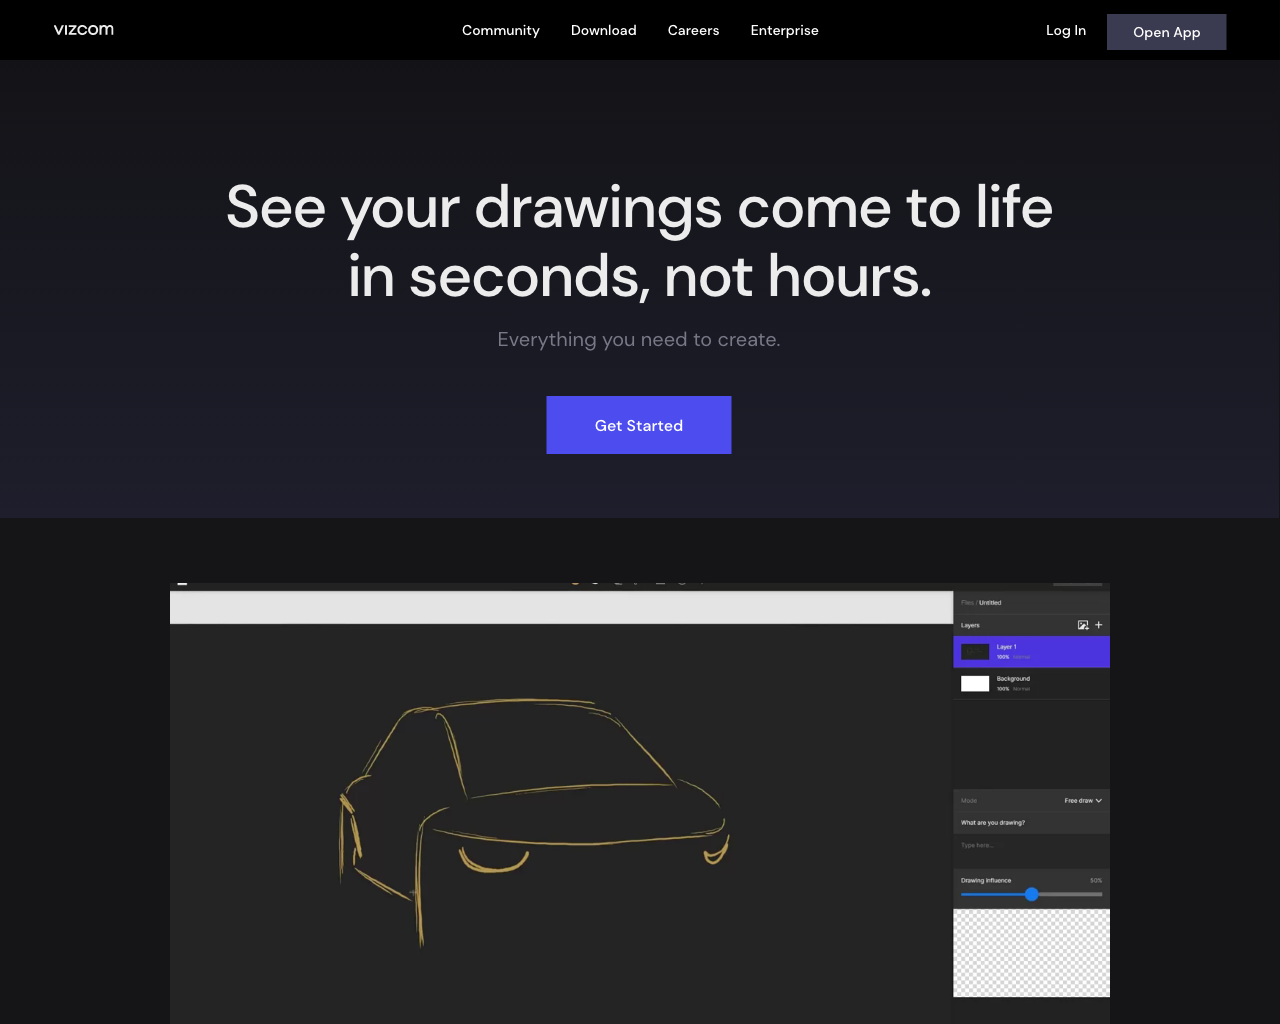 VIZCOM
Community
Download
Careers
Enterprise
Log In
Open App
See your drawings come to life
in seconds, not hours.
Everything you need to create.
Get Started
Files / Untitled
Layers
Layer 1
100% Normal
Background
100% Normal
Mode
Free draw
What are you drawing?
Type here...
Drawing influence
50%